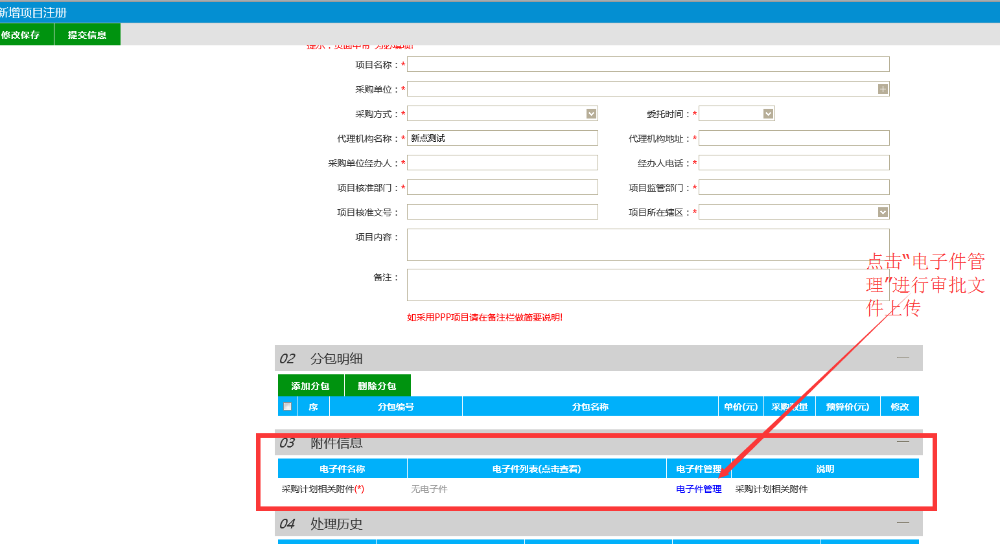 新增项目注册
修改保存 提交信息
提示：页面中带*为必填项!
项目名称：*
采购单位：*
采购方式：* 委托时间：*
代理机构名称：* 新点测试 代理机构地址：*
采购单位经办人：* 经办人电话：*
项目核准部门：* 项目监管部门：*
项目核准文号： 项目所在辖区：*
项目内容：
备注：
如采用PPP项目请在备注栏做简要说明!
点击“电子件管
理”进行审批文
件上传
02 分包明细
添加分包 删除分包
序 分包编号 分包名称 单价(元) 采购数量 预算价(元) 修改
03 附件信息
电子件名称 电子件列表(点击查看) 电子件管理 说明
采购计划相关附件(*) 无电子件 电子件管理 采购计划相关附件
04 处理历史